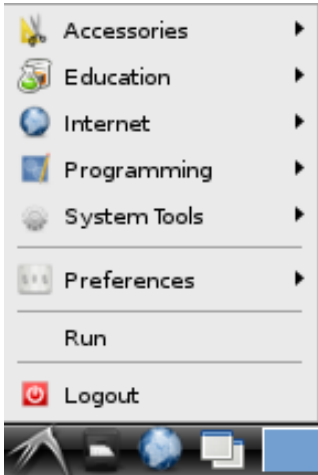 Accessories
Education
Internet
Programming
System Tools
Preferences
Run
Logout